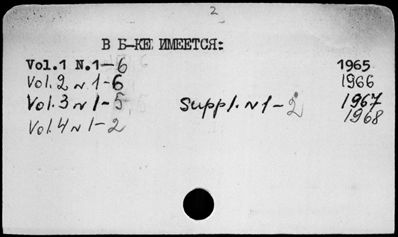 2
В Б-КЕ ИМЕЕТСЯ:
Vol.1 N.1-6 1965
Vol.2 N 1-6 1966
Vol.3 N 1-5 Suppl. N 1-2 1967
Vol.4 N 1-2 1968